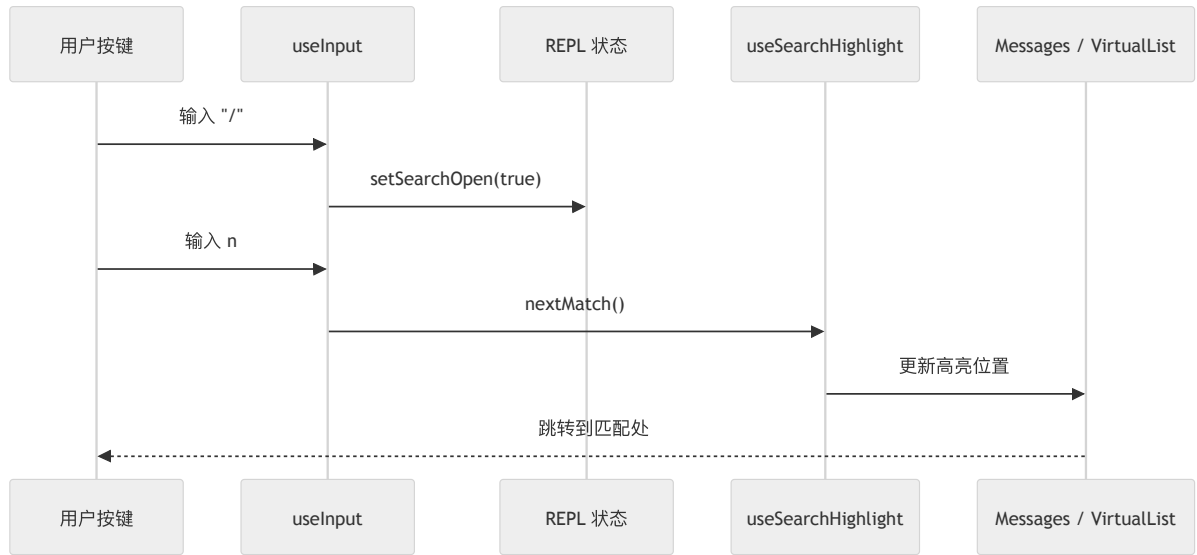 用户按键
useInput
REPL 状态
useSearchHighlight
Messages / VirtualList
输入 "/"
setSearchOpen(true)
输入 n
nextMatch()
更新高亮位置
跳转到匹配处
用户按键
useInput
REPL 状态
useSearchHighlight
Messages / VirtualList